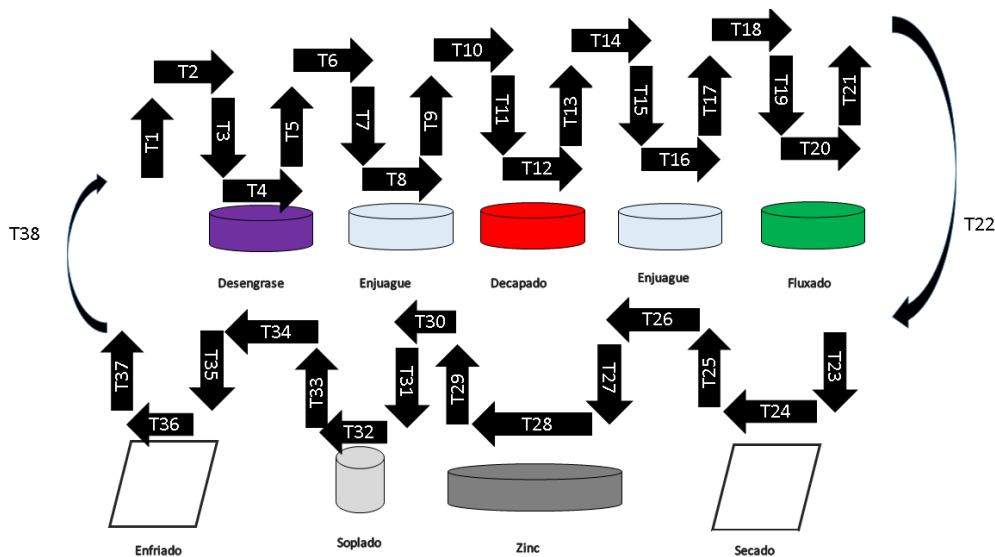 T1
T2
T3
T4
T5
T6
T7
T8
T9
T10
T11
T12
T13
T14
T15
T16
T17
T18
T19
T20
T21
T22
T38
Desengrase
Enjuague
Decapado
Enjuague
Fluxado
T37
T36
T35
T34
T33
T32
T31
T30
T29
T28
T27
T26
T25
T24
T23
Enfriado
Soplado
Zinc
Secado